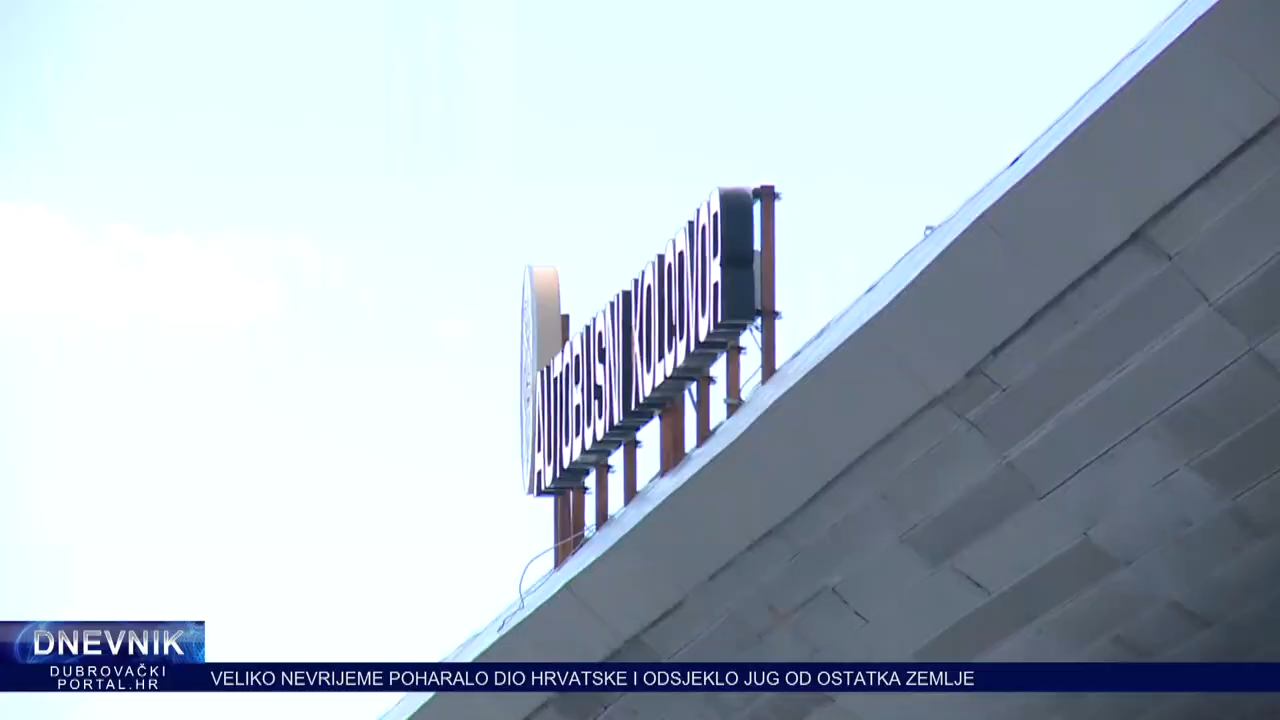 AUTOBUSNI KOLODVOR
DNEVNIK
DUBROVAČKI
PORTAL.HR
VELIKO NEVRIJEME POHARALO DIO HRVATSKE I ODSJEKLO JUG OD OSTATKA ZEMLJE